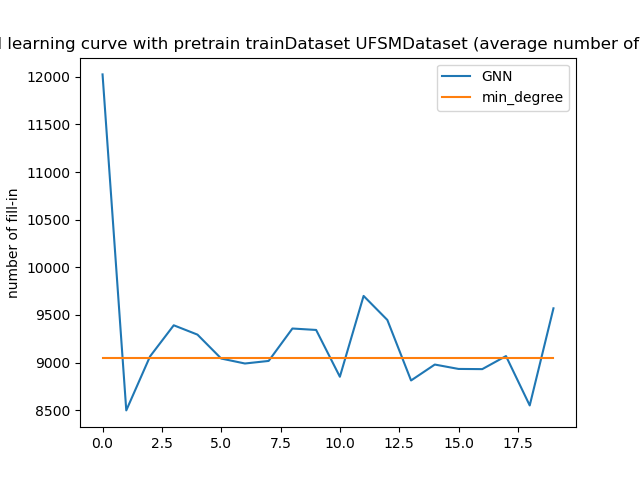 learning curve with pretrain trainDataset UFSMDataset (average number of
GNN
min_degree
number of fill-in
12000
11500
11000
10500
10000
9500
9000
8500
0.0 2.5 5.0 7.5 10.0 12.5 15.0 17.5